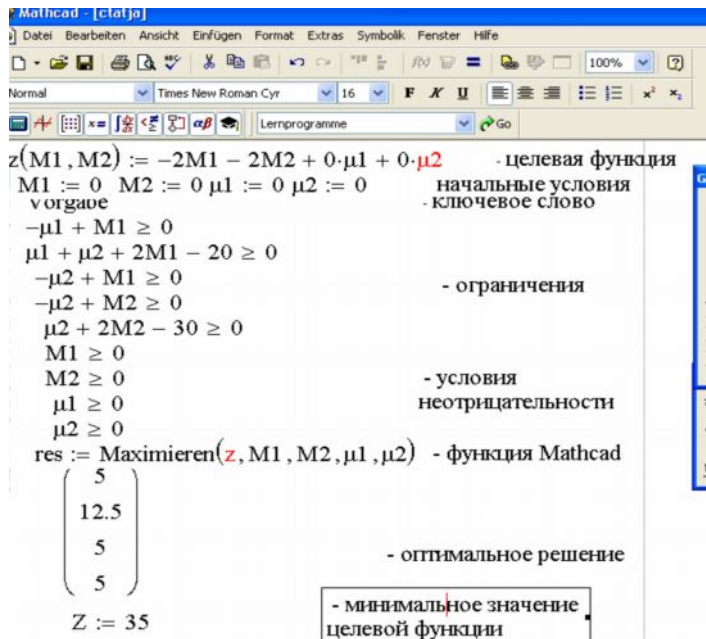 Mathcad - [ctatja]
Datei Bearbeiten Ansicht Einfügen Format Extras Symbolik Fenster Hilfe
100%
Normal Times New Roman Cyr 16 F K U
Lernprogramme Go
z(M1, M2) := −2M1 − 2M2 + 0·μ1 + 0·μ2 - целевая функция
M1 := 0 M2 := 0 μ1 := 0 μ2 := 0 начальные условия
Vorgabe - ключевое слово
−μ1 + M1 ≥ 0
μ1 + μ2 + 2M1 − 20 ≥ 0
−μ2 + M1 ≥ 0
−μ2 + M2 ≥ 0 - ограничения
μ2 + 2M2 − 30 ≥ 0
M1 ≥ 0
M2 ≥ 0 - условия
μ1 ≥ 0 неотрицательности
μ2 ≥ 0
res := Maximieren(z, M1, M2, μ1, μ2) - функция Mathcad
5
12.5
5
5
- оптимальное решение
Z := 35
- минимальное значение
целевой функции